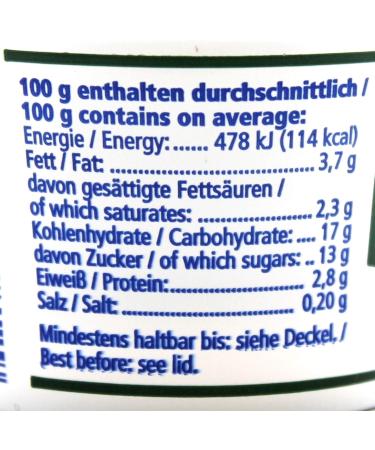 100 g enthalten durchschnittlich /
100 g contains on average:
Energie / Energy:...... 478 kJ (114 kcal)
Fett / Fat:................................... 3,7 g
davon gesättigte Fettsäuren /
of which saturates: ..................... 2,3 g
Kohlenhydrate / Carbohydrate: .... 17 g
davon Zucker / of which sugars: .. 13 g
Eiweiß / Protein:.......................... 2,8 g
Salz / Salt:................................... 0,20 g
Mindestens haltbar bis: siehe Deckel. /
Best before: see lid.